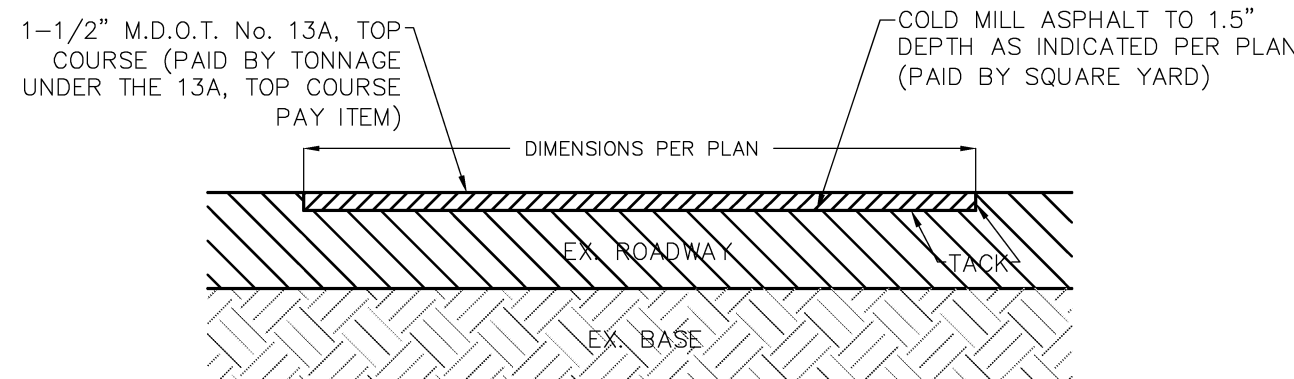 1-1/2" M.D.O.T. No. 13A, TOP
COURSE (PAID BY TONNAGE
UNDER THE 13A, TOP COURSE
PAY ITEM)
COLD MILL ASPHALT TO 1.5"
DEPTH AS INDICATED PER PLAN
(PAID BY SQUARE YARD)
DIMENSIONS PER PLAN
EX. ROADWAY
TACK
EX. BASE